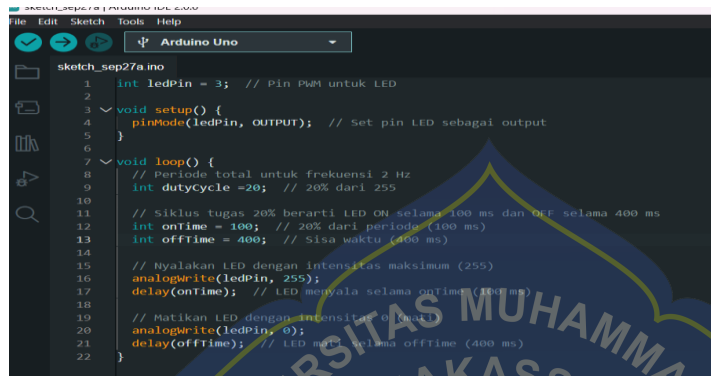 sketch_sep27a | Arduino IDE 2.0.0
File Edit Sketch Tools Help
Arduino Uno
sketch_sep27a.ino
1 int ledPin = 3; // Pin PWM untuk LED
2
3 void setup() {
4 pinMode(ledPin, OUTPUT); // Set pin LED sebagai output
5 }
6
7 void loop() {
8 // Periode total untuk frekuensi 2 Hz
9 int dutyCycle =20; // 20% dari 255
10
11 // Siklus tugas 20% berarti LED ON selama 100 ms dan OFF selama 400 ms
12 int onTime = 100; // 20% dari periode (100 ms)
13 int offTime = 400; // Sisa waktu (400 ms)
14
15 // Nyalakan LED dengan intensitas maksimum (255)
16 analogWrite(ledPin, 255);
17 delay(onTime); // LED menyala selama onTime (100 ms)
18
19 // Matikan LED dengan intensitas 0 (mati)
20 analogWrite(ledPin, 0);
21 delay(offTime); // LED mati selama offTime (400 ms)
22 }